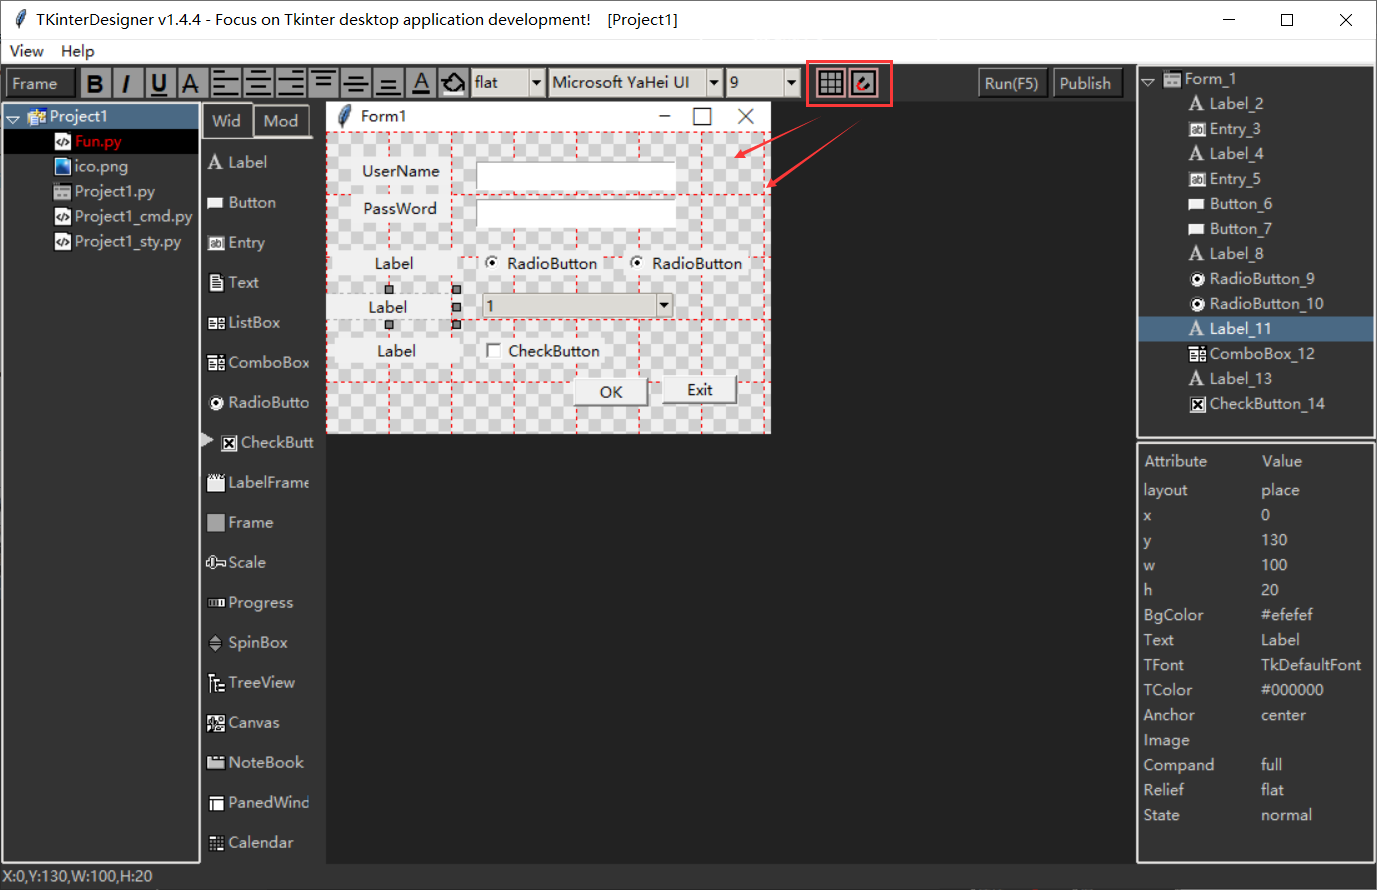 TKinterDesigner v1.4.4 - Focus on Tkinter desktop application development! [Project1]
View Help
Frame B I U A A flat Microsoft YaHei UI 9 Run(F5) Publish
Project1
Fun.py
ico.png
Project1.py
Project1_cmd.py
Project1_sty.py
Wid Mod
Label
Button
Entry
Text
ListBox
ComboBox
RadioButto
CheckButt
LabelFrame
Frame
Scale
Progress
SpinBox
TreeView
Canvas
NoteBook
PanedWind
Calendar
Form1
UserName
PassWord
Label RadioButton RadioButton
Label 1
Label CheckButton
OK Exit
Form_1
Label_2
Entry_3
Label_4
Entry_5
Button_6
Button_7
Label_8
RadioButton_9
RadioButton_10
Label_11
ComboBox_12
Label_13
CheckButton_14
Attribute Value
layout place
x 0
y 130
w 100
h 20
BgColor #efefef
Text Label
TFont TkDefaultFont
TColor #000000
Anchor center
Image
Compand full
Relief flat
State normal
X:0,Y:130,W:100,H:20